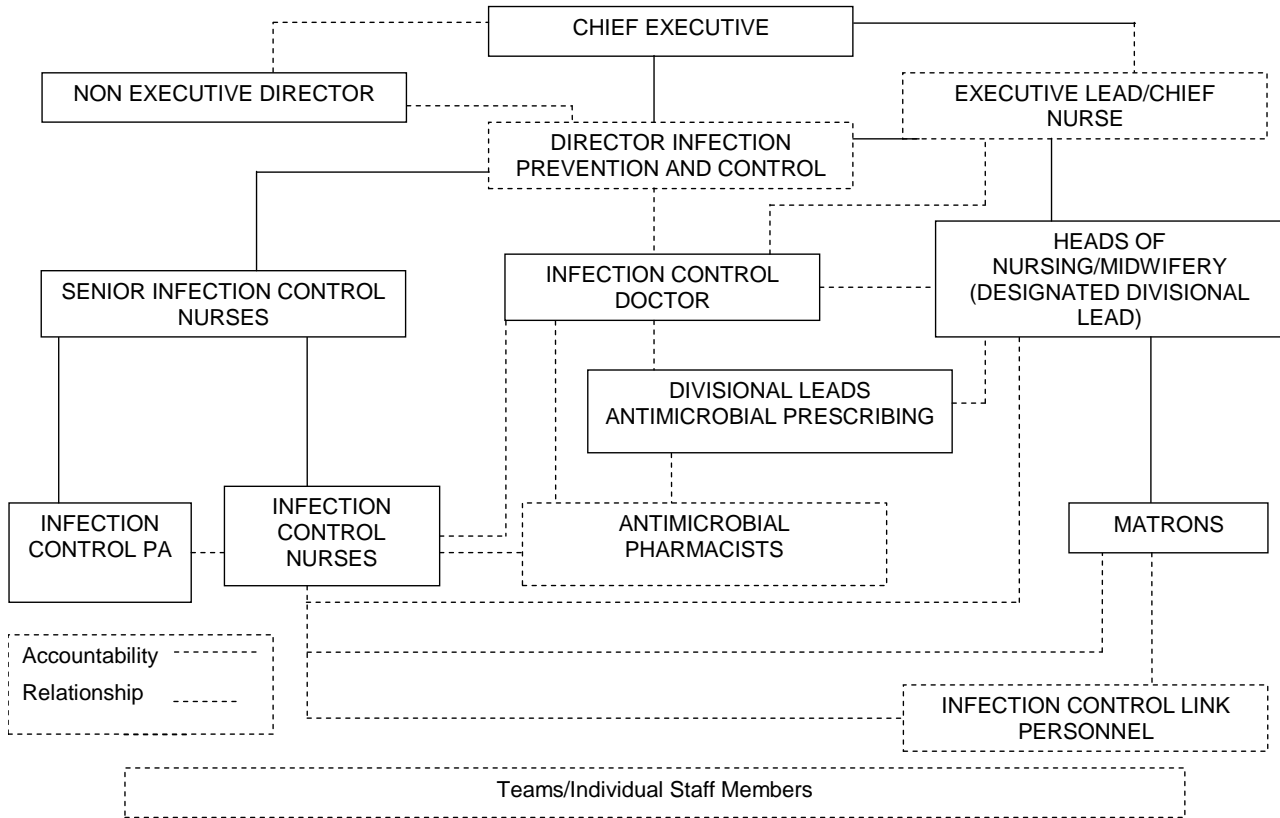 CHIEF EXECUTIVE
NON EXECUTIVE DIRECTOR
EXECUTIVE LEAD/CHIEF
NURSE
DIRECTOR INFECTION
PREVENTION AND CONTROL
HEADS OF
NURSING/MIDWIFERY
(DESIGNATED DIVISIONAL
LEAD)
SENIOR INFECTION CONTROL
NURSES
INFECTION CONTROL
DOCTOR
DIVISIONAL LEADS
ANTIMICROBIAL PRESCRIBING
INFECTION
CONTROL PA
INFECTION
CONTROL
NURSES
ANTIMICROBIAL
PHARMACISTS
MATRONS
Accountability
Relationship
INFECTION CONTROL LINK
PERSONNEL
Teams/Individual Staff Members